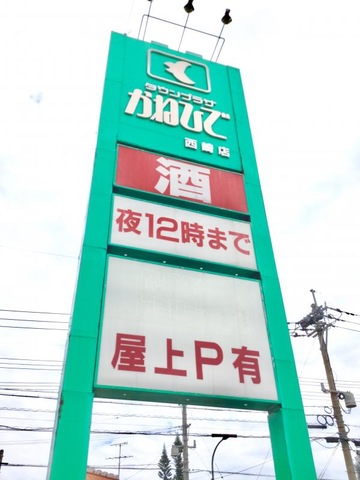 タウンプラザ
かねひで
西崎店
酒
夜12時まで
屋上P有